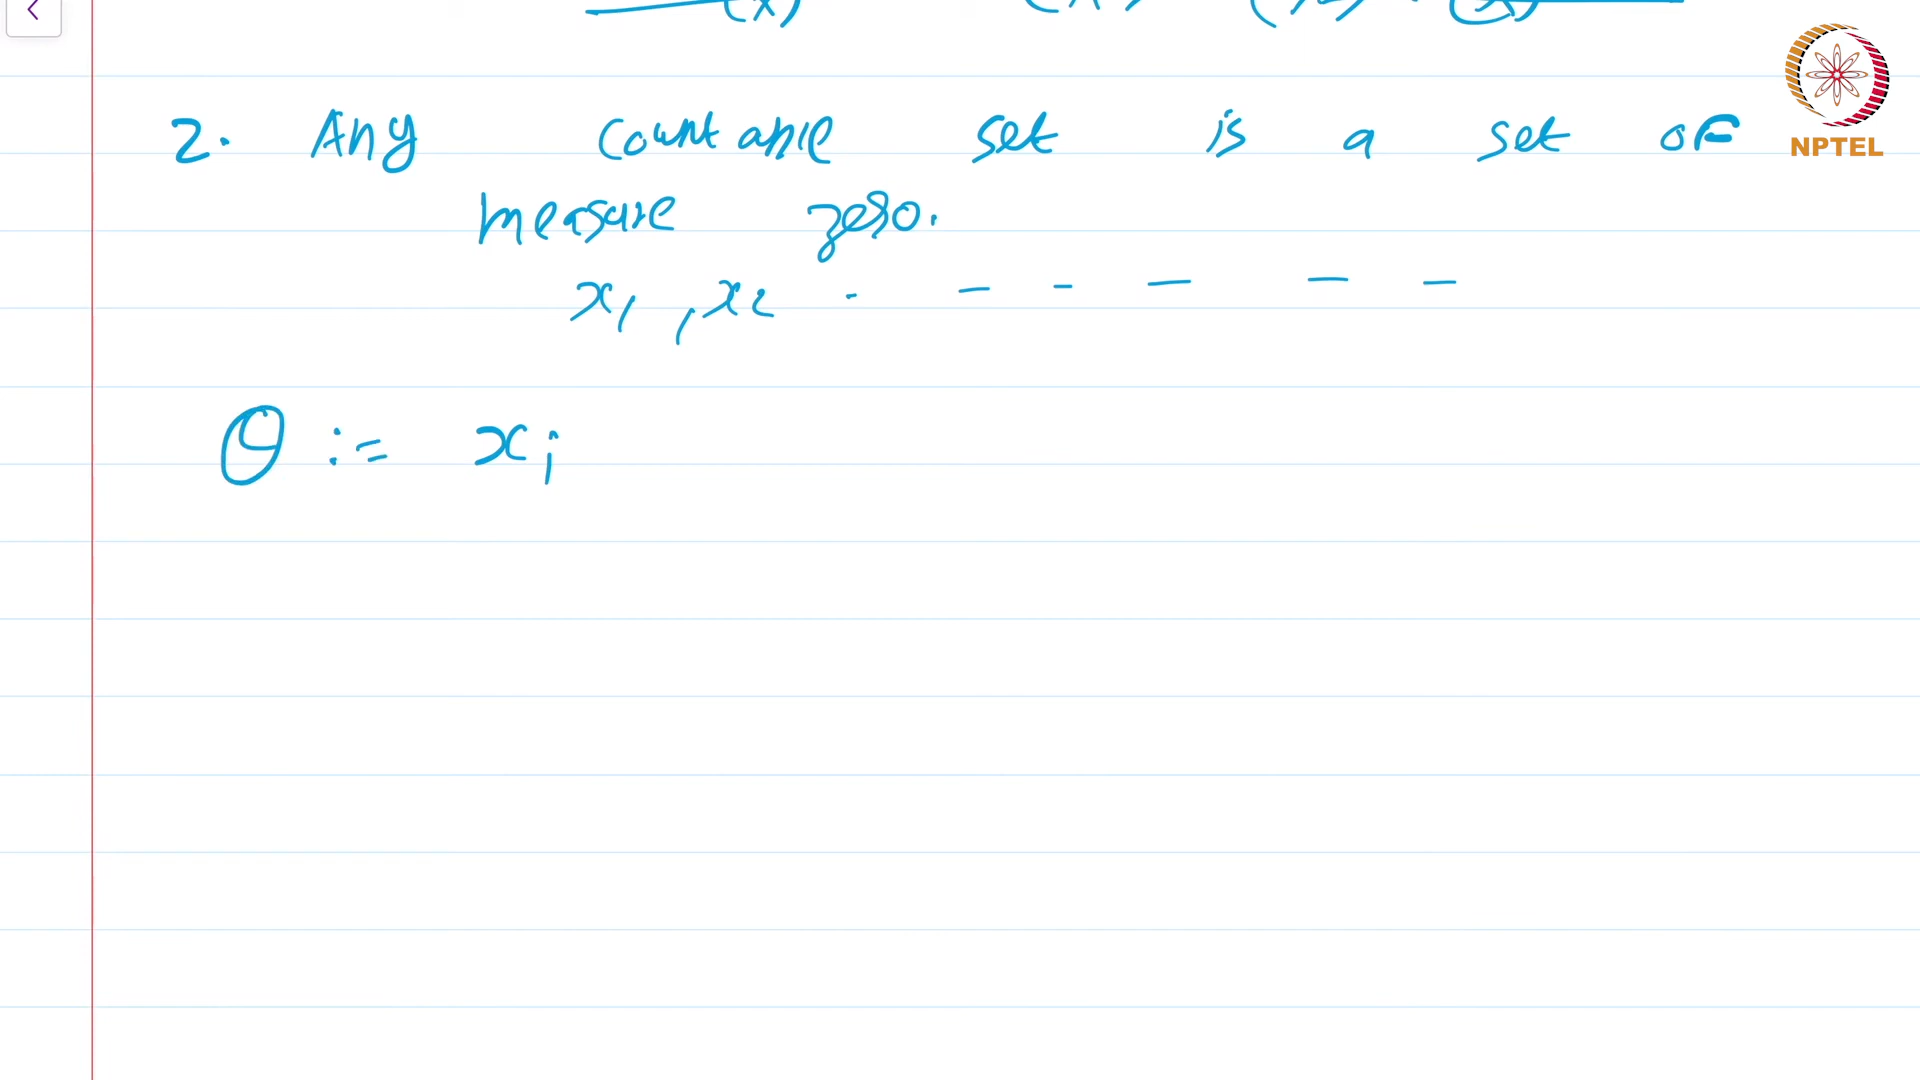 2. Any countable set is a set of
measure zero.
x1, x2 . - - - - -
θ := xi
NPTEL